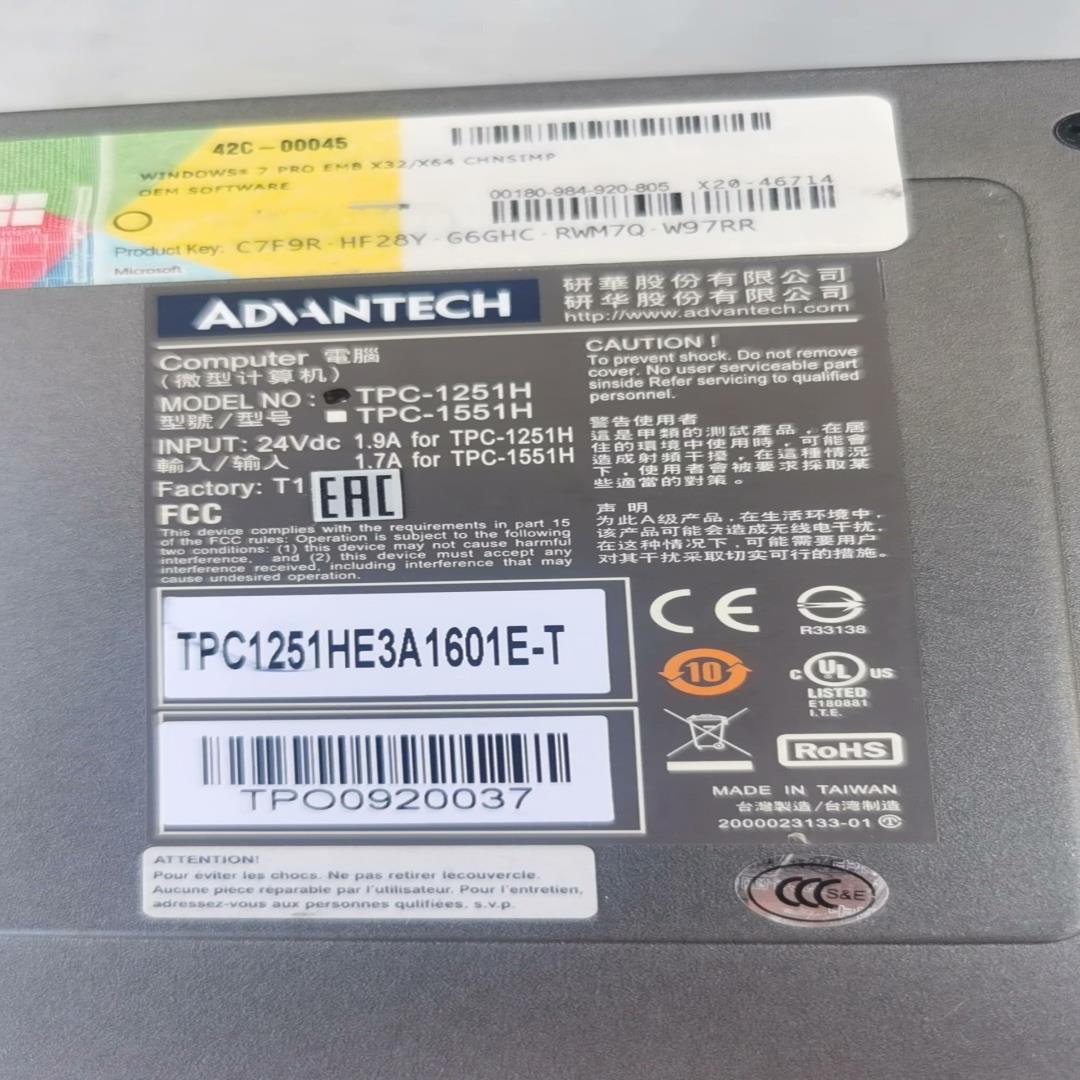 42C-00045
WINDOWS® 7 PRO EMB X32/X64 CHNSIMP
OEM SOFTWARE
00180-984-920-805 X20-46714
Product Key: C7F9R-HF28Y-G6GHC-RWM7Q-W97RR
Microsoft
ADVANTECH
研華股份有限公司
研华股份有限公司
http://www.advantech.com
Computer 電腦
(微型计算机)
MODEL NO : TPC-1251H
型號/型号 TPC-1551H
INPUT: 24Vdc 1.9A for TPC-1251H
輸入/输入 1.7A for TPC-1551H
Factory: T1 EAC
FCC
This device complies with the requirements in part 15
of the FCC rules: Operation is subject to the following
two conditions: (1) this device may not cause harmful
interference, and (2) this device must accept any
interference received, including interference that may
cause undesired operation.
CAUTION !
To prevent shock. Do not remove
cover. No user serviceable part
sinside Refer servicing to qualified
personnel.
警告使用者
這是甲類的測試產品，在居
住的環境中使用時，可能會
造成射頻干擾，在這種情況
下，使用者會被要求採取某
些適當的對策。
声 明
为此A级产品，在生活环境中，
该产品可能会造成无线电干扰，
在这种情况下，可能需要用户
对其干扰采取切实可行的措施。
TPC1251HE3A1601E-T
TPO0920037
CE
R33138
10
C UL US
LISTED
E180881
I.T.E.
RoHS
MADE IN TAIWAN
台灣製造/台湾制造
2000023133-01
ATTENTION!
Pour éviter les chocs. Ne pas retirer lecouvercle.
Aucune pièce réparable par l'utilisateur. Pour l'entretien,
adressez-vous aux personnes qulifiées. s.v.p.
CCC S&E